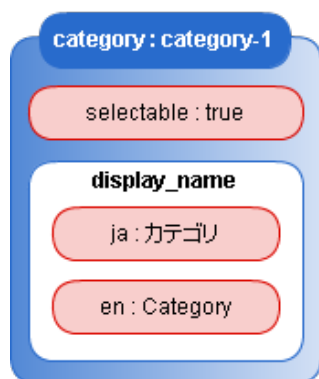 category : category-1
selectable : true
display_name
ja : カテゴリ
en : Category